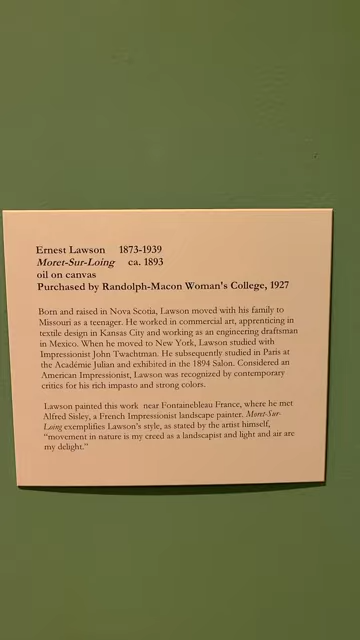 Ernest Lawson 1873-1939
Moret-Sur-Loing ca. 1893
oil on canvas
Purchased by Randolph-Macon Woman's College, 1927
Born and raised in Nova Scotia, Lawson moved with his family to
Missouri as a teenager. He worked in commercial art, apprenticing in
textile design in Kansas City and working as an engineering draftsman
in Mexico. When he moved to New York, Lawson studied with
Impressionist John Twachtman. He subsequently studied in Paris at
the Académie Julian and exhibited in the 1894 Salon. Considered an
American Impressionist, Lawson was recognized by contemporary
critics for his rich impasto and strong colors.
Lawson painted this work near Fontainebleau France, where he met
Alfred Sisley, a French Impressionist landscape painter. Moret-Sur-
Loing exemplifies Lawson's style, as stated by the artist himself,
"movement in nature is my creed as a landscapist and light and air are
my delight."